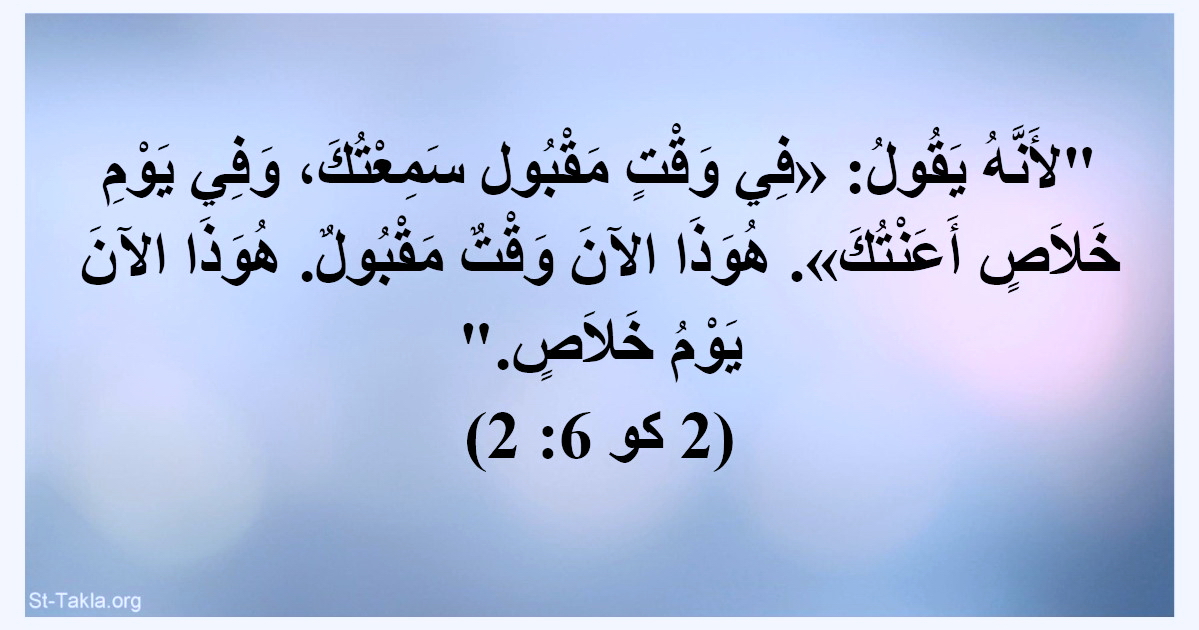 "لأَنَّهُ يَقُولُ: «فِي وَقْتٍ مَقْبُول سَمِعْتُكَ، وَفِي يَوْمِ
خَلاَصٍ أَعَنْتُكَ». هُوَذَا الآنَ وَقْتٌ مَقْبُولٌ. هُوَذَا الآنَ
يَوْمُ خَلاَصٍ."
(2 كو 6: 2)
St-Takla.org